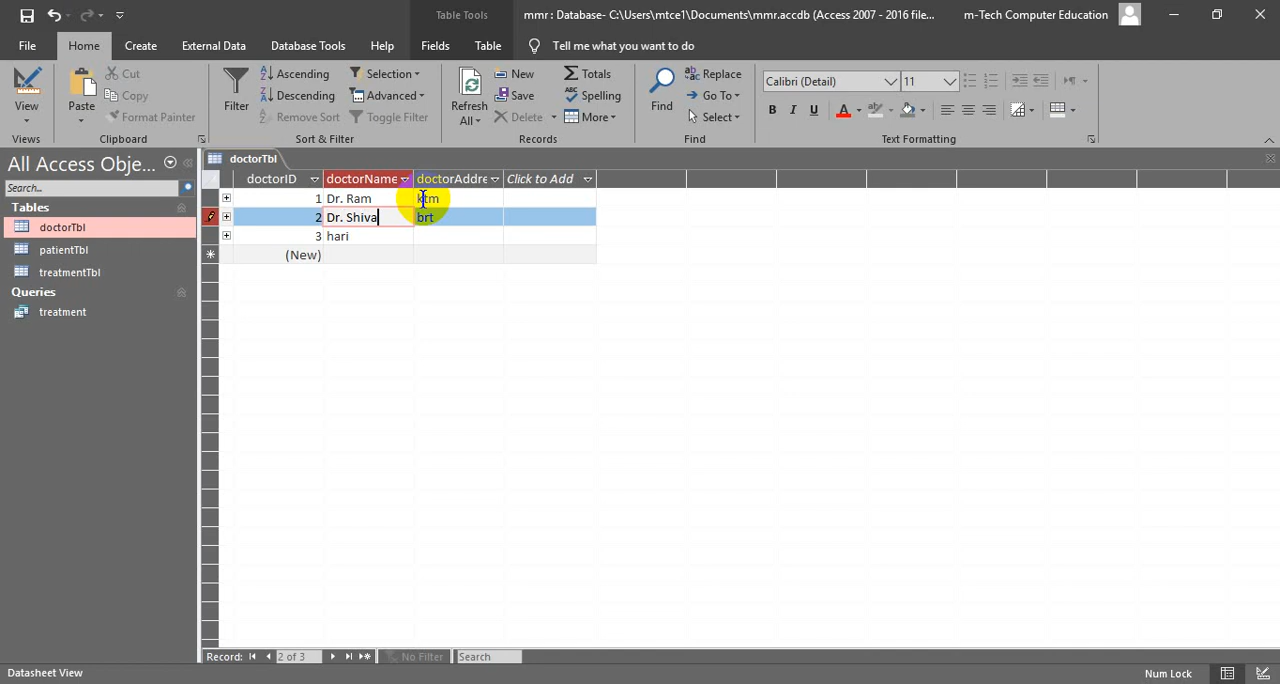 Table Tools
mmr : Database- C:\Users\mtce1\Documents\mmr.accdb (Access 2007 - 2016 file...
m-Tech Computer Education
File
Home
Create
External Data
Database Tools
Help
Fields
Table
Tell me what you want to do
View
Views
Paste
Cut
Copy
Format Painter
Clipboard
Filter
Ascending
Descending
Remove Sort
Selection
Advanced
Toggle Filter
Sort & Filter
Refresh
All
New
Save
Delete
Totals
Spelling
More
Records
Find
Replace
Go To
Select
Find
Calibri (Detail)
11
B I U A
Text Formatting
All Access Obje...
Search...
Tables
doctorTbl
patientTbl
treatmentTbl
Queries
treatment
doctorTbl
doctorID doctorName doctorAddre Click to Add
1 Dr. Ram ktm
2 Dr. Shiva brt
3 hari
(New)
Record: 2 of 3 No Filter Search
Datasheet View
Num Lock